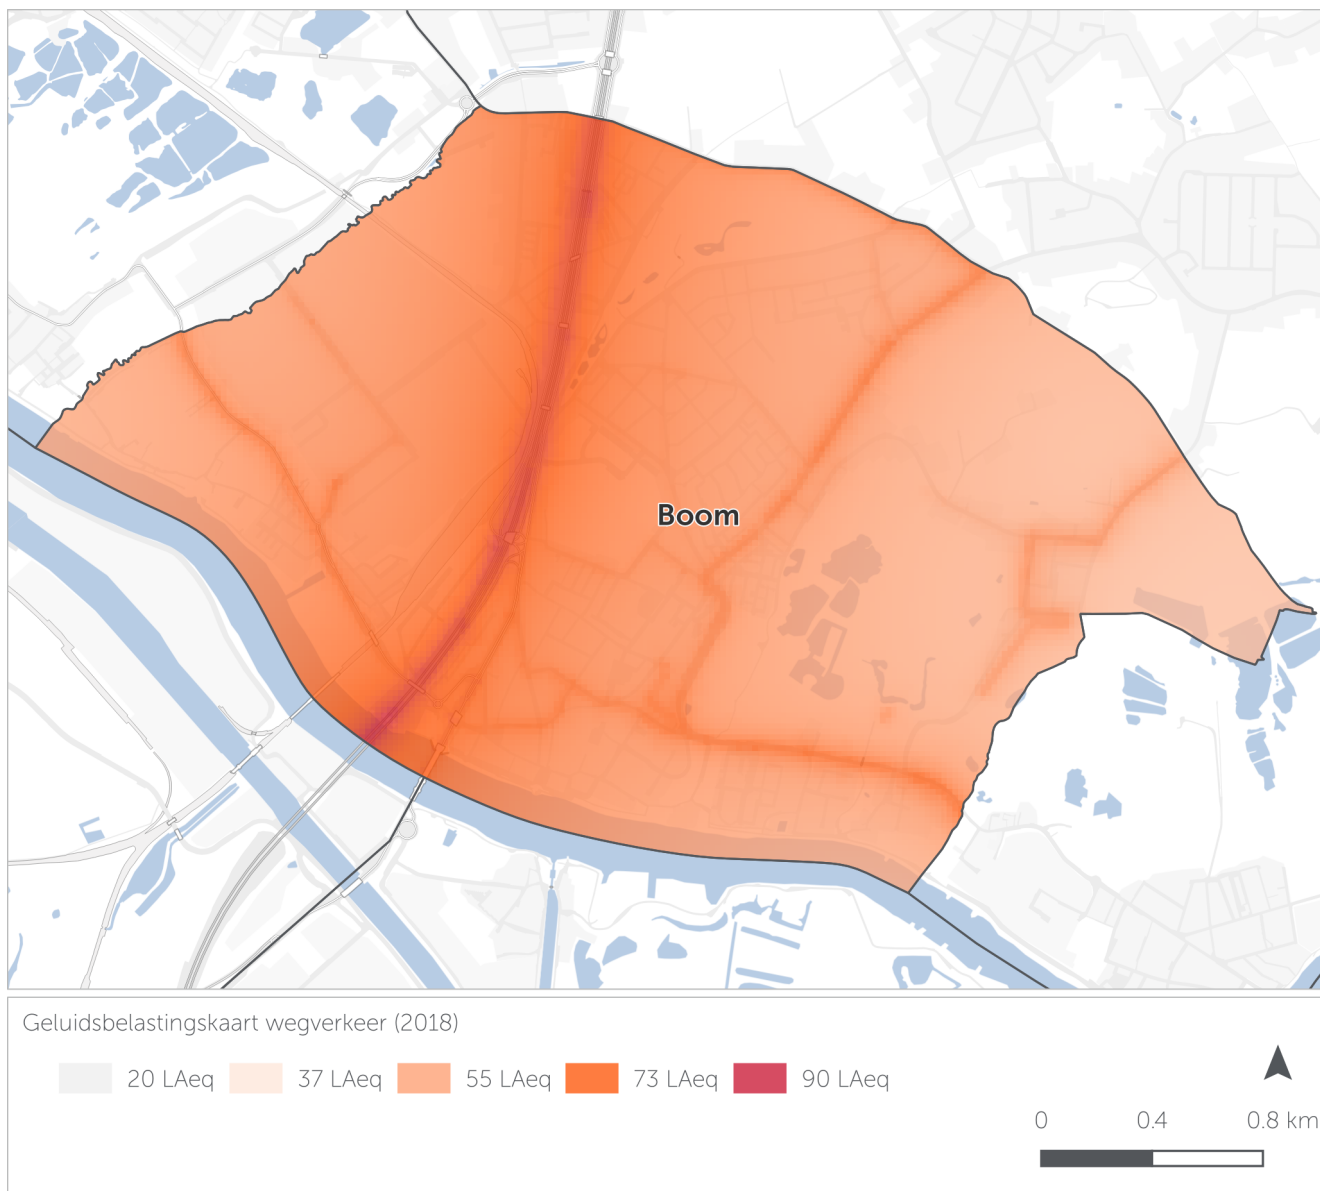 Boom
Geluidsbelastingskaart wegverkeer (2018)
20 LAeq 37 LAeq 55 LAeq 73 LAeq 90 LAeq
0 0.4 0.8 km